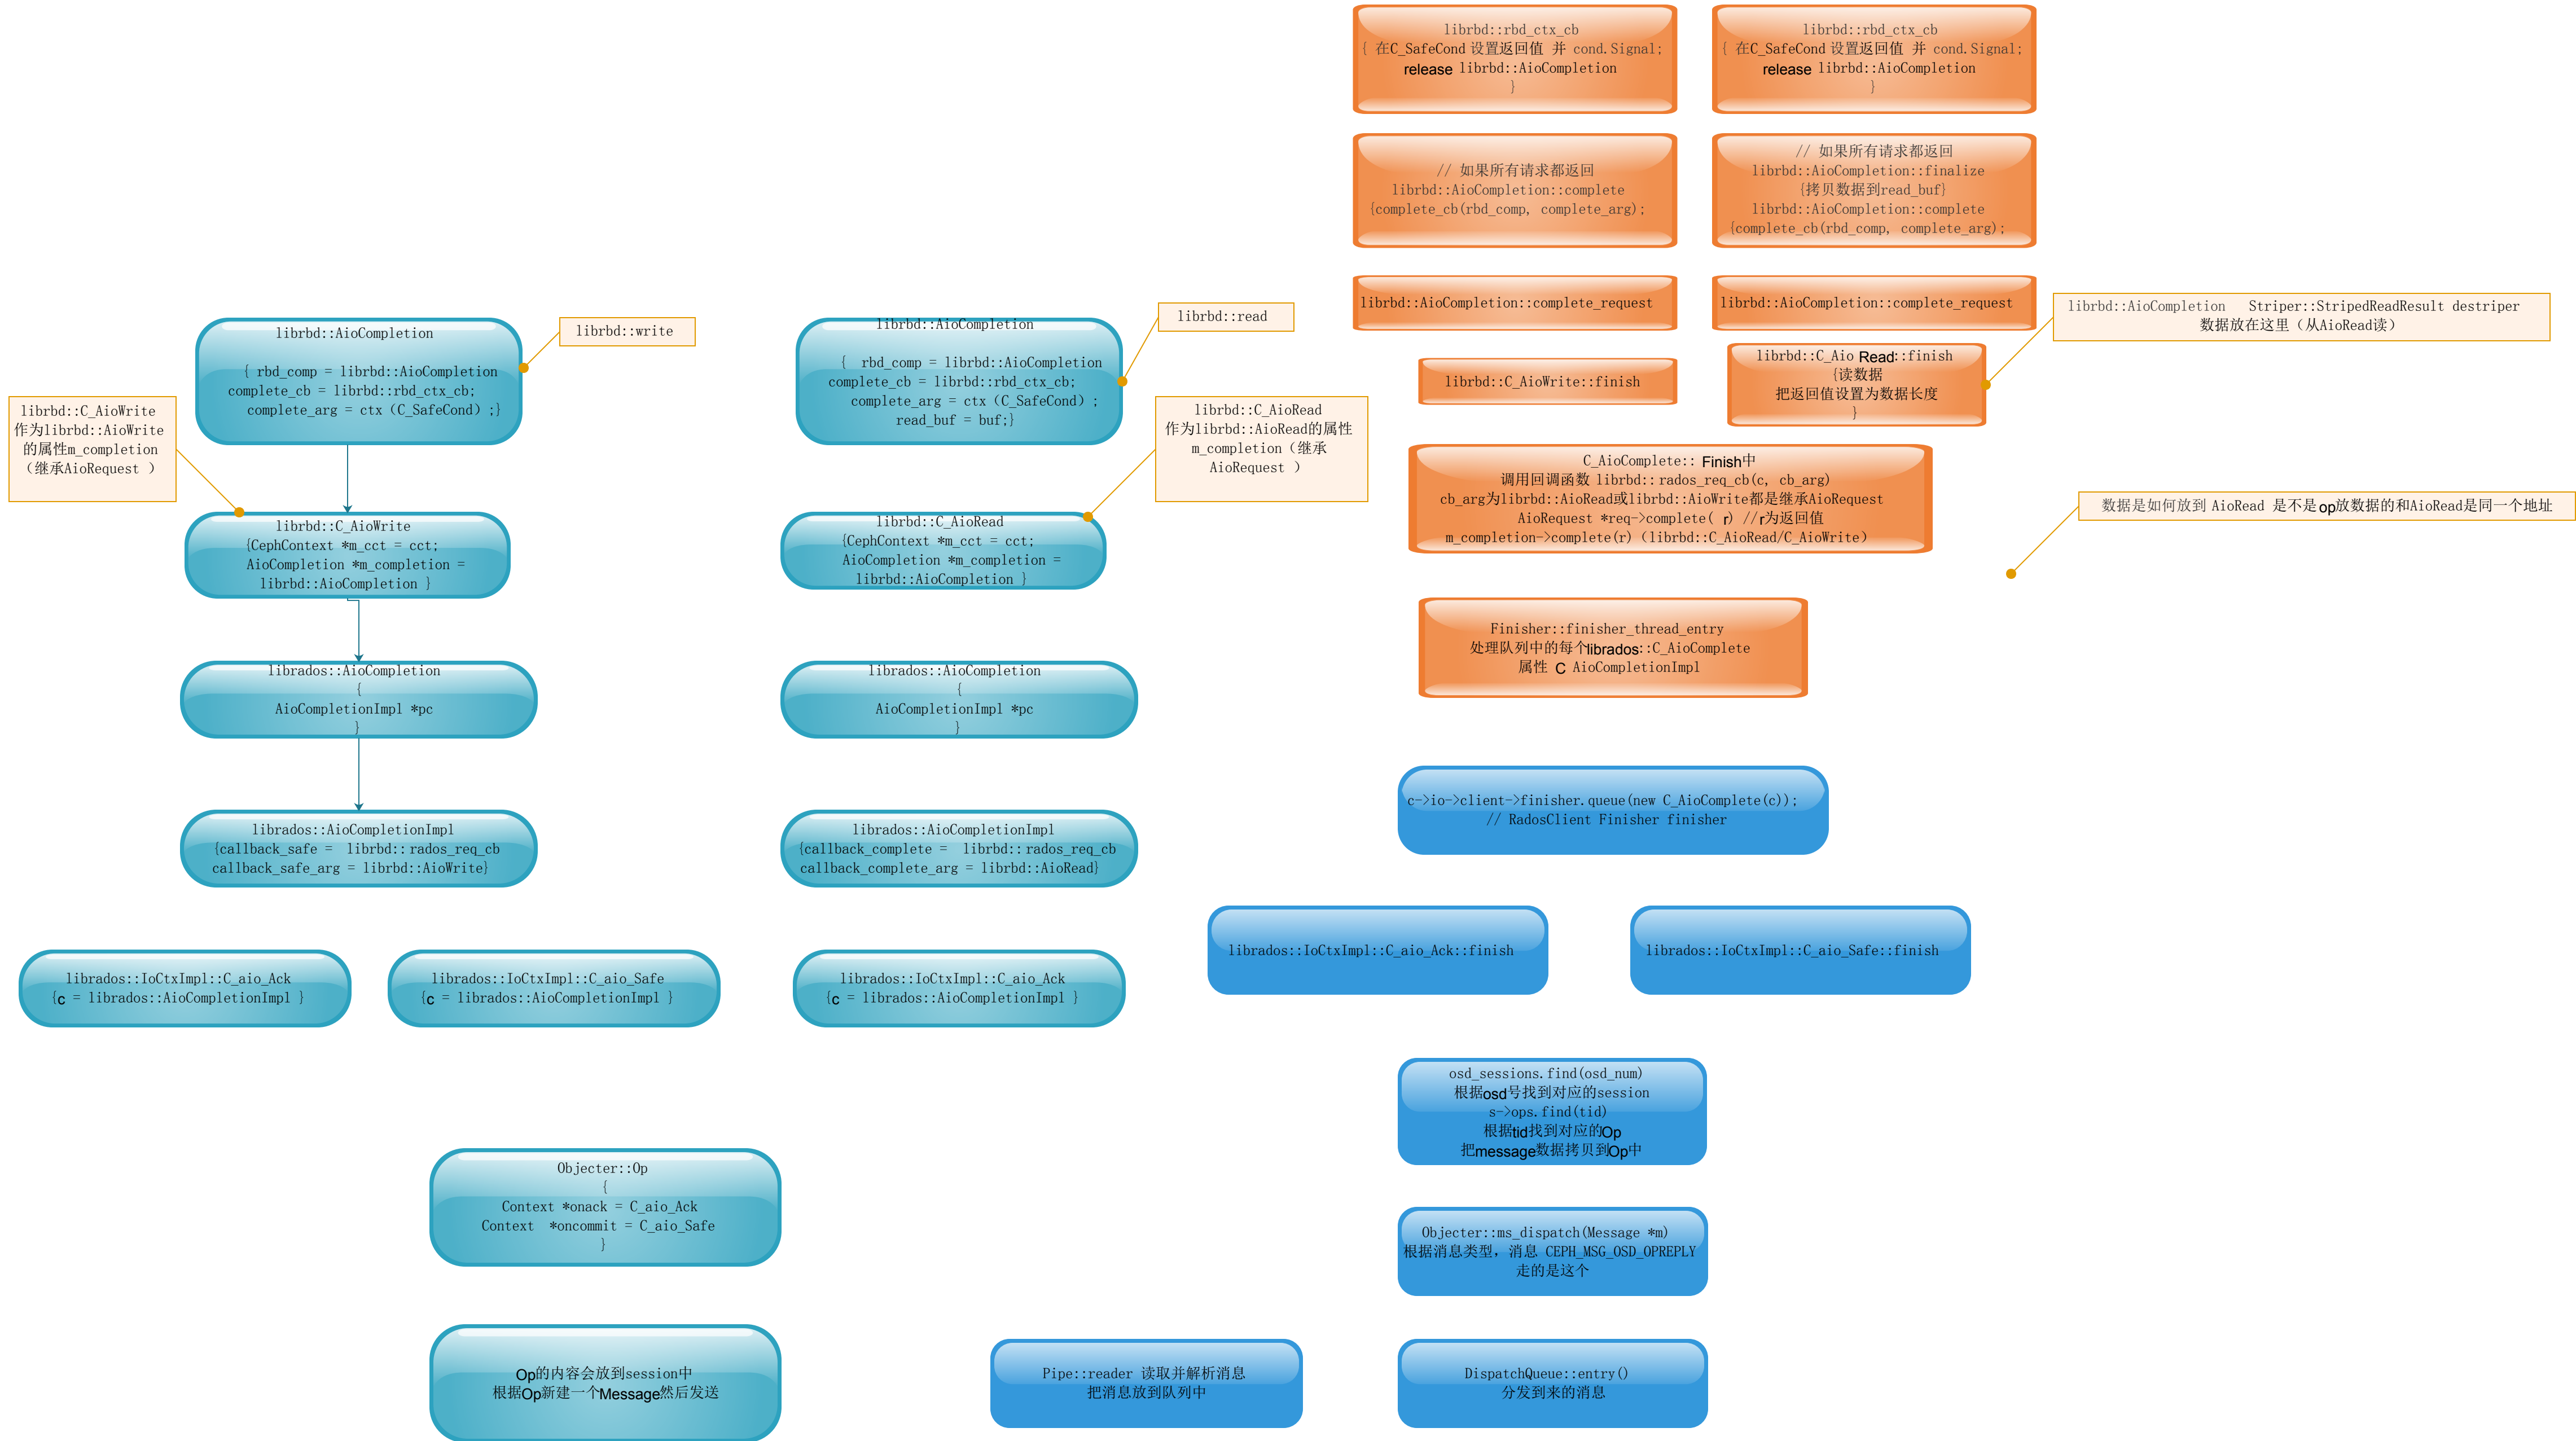 librbd::rbd_ctx_cb
{ 在C_SafeCond 设置返回值 并 cond.Signal;
release librbd::AioCompletion
}
librbd::rbd_ctx_cb
{ 在C_SafeCond 设置返回值 并 cond.Signal;
release librbd::AioCompletion
}
// 如果所有请求都返回
librbd::AioCompletion::complete
{complete_cb(rbd_comp, complete_arg);
// 如果所有请求都返回
librbd::AioCompletion::finalize
{拷贝数据到read_buf}
librbd::AioCompletion::complete
{complete_cb(rbd_comp, complete_arg);
librbd::AioCompletion::complete_request
librbd::AioCompletion::complete_request
librbd::AioCompletion Striper::StripedReadResult destriper
数据放在这里（从AioRead读）
librbd::AioCompletion
{ rbd_comp = librbd::AioCompletion
complete_cb = librbd::rbd_ctx_cb;
complete_arg = ctx（C_SafeCond）;}
librbd::write
librbd::AioCompletion
{ rbd_comp = librbd::AioCompletion
complete_cb = librbd::rbd_ctx_cb;
complete_arg = ctx（C_SafeCond）;
read_buf = buf;}
librbd::read
librbd::C_AioWrite::finish
librbd::C_Aio Read::finish
{读数据
把返回值设置为数据长度
}
librbd::C_AioWrite
作为librbd::AioWrite
的属性m_completion
（继承AioRequest ）
librbd::C_AioRead
作为librbd::AioRead的属性
m_completion（继承
AioRequest ）
C_AioComplete:: Finish中
调用回调函数 librbd::rados_req_cb(c, cb_arg)
cb_arg为librbd::AioRead或librbd::AioWrite都是继承AioRequest
AioRequest *req->complete( r) //r为返回值
m_completion->complete(r)（librbd::C_AioRead/C_AioWrite）
数据是如何放到 AioRead 是不是op放数据的和AioRead是同一个地址
librbd::C_AioWrite
{CephContext *m_cct = cct;
AioCompletion *m_completion =
librbd::AioCompletion }
librbd::C_AioRead
{CephContext *m_cct = cct;
AioCompletion *m_completion =
librbd::AioCompletion }
Finisher::finisher_thread_entry
处理队列中的每个librados::C_AioComplete
属性 C AioCompletionImpl
librados::AioCompletion
{
AioCompletionImpl *pc
}
librados::AioCompletion
{
AioCompletionImpl *pc
}
c->io->client->finisher.queue(new C_AioComplete(c));
// RadosClient Finisher finisher
librados::AioCompletionImpl
{callback_safe = librbd::rados_req_cb
callback_safe_arg = librbd::AioWrite}
librados::AioCompletionImpl
{callback_complete = librbd::rados_req_cb
callback_complete_arg = librbd::AioRead}
librados::IoCtxImpl::C_aio_Ack::finish
librados::IoCtxImpl::C_aio_Safe::finish
librados::IoCtxImpl::C_aio_Ack
{c = librados::AioCompletionImpl }
librados::IoCtxImpl::C_aio_Safe
{c = librados::AioCompletionImpl }
librados::IoCtxImpl::C_aio_Ack
{c = librados::AioCompletionImpl }
osd_sessions.find(osd_num)
根据osd号找到对应的session
s->ops.find(tid)
根据tid找到对应的Op
把message数据拷贝到Op中
Objecter::Op
{
Context *onack = C_aio_Ack
Context *oncommit = C_aio_Safe
}
Objecter::ms_dispatch(Message *m)
根据消息类型，消息 CEPH_MSG_OSD_OPREPLY
走的是这个
Op的内容会放到session中
根据Op新建一个Message然后发送
Pipe::reader 读取并解析消息
把消息放到队列中
DispatchQueue::entry()
分发到来的消息